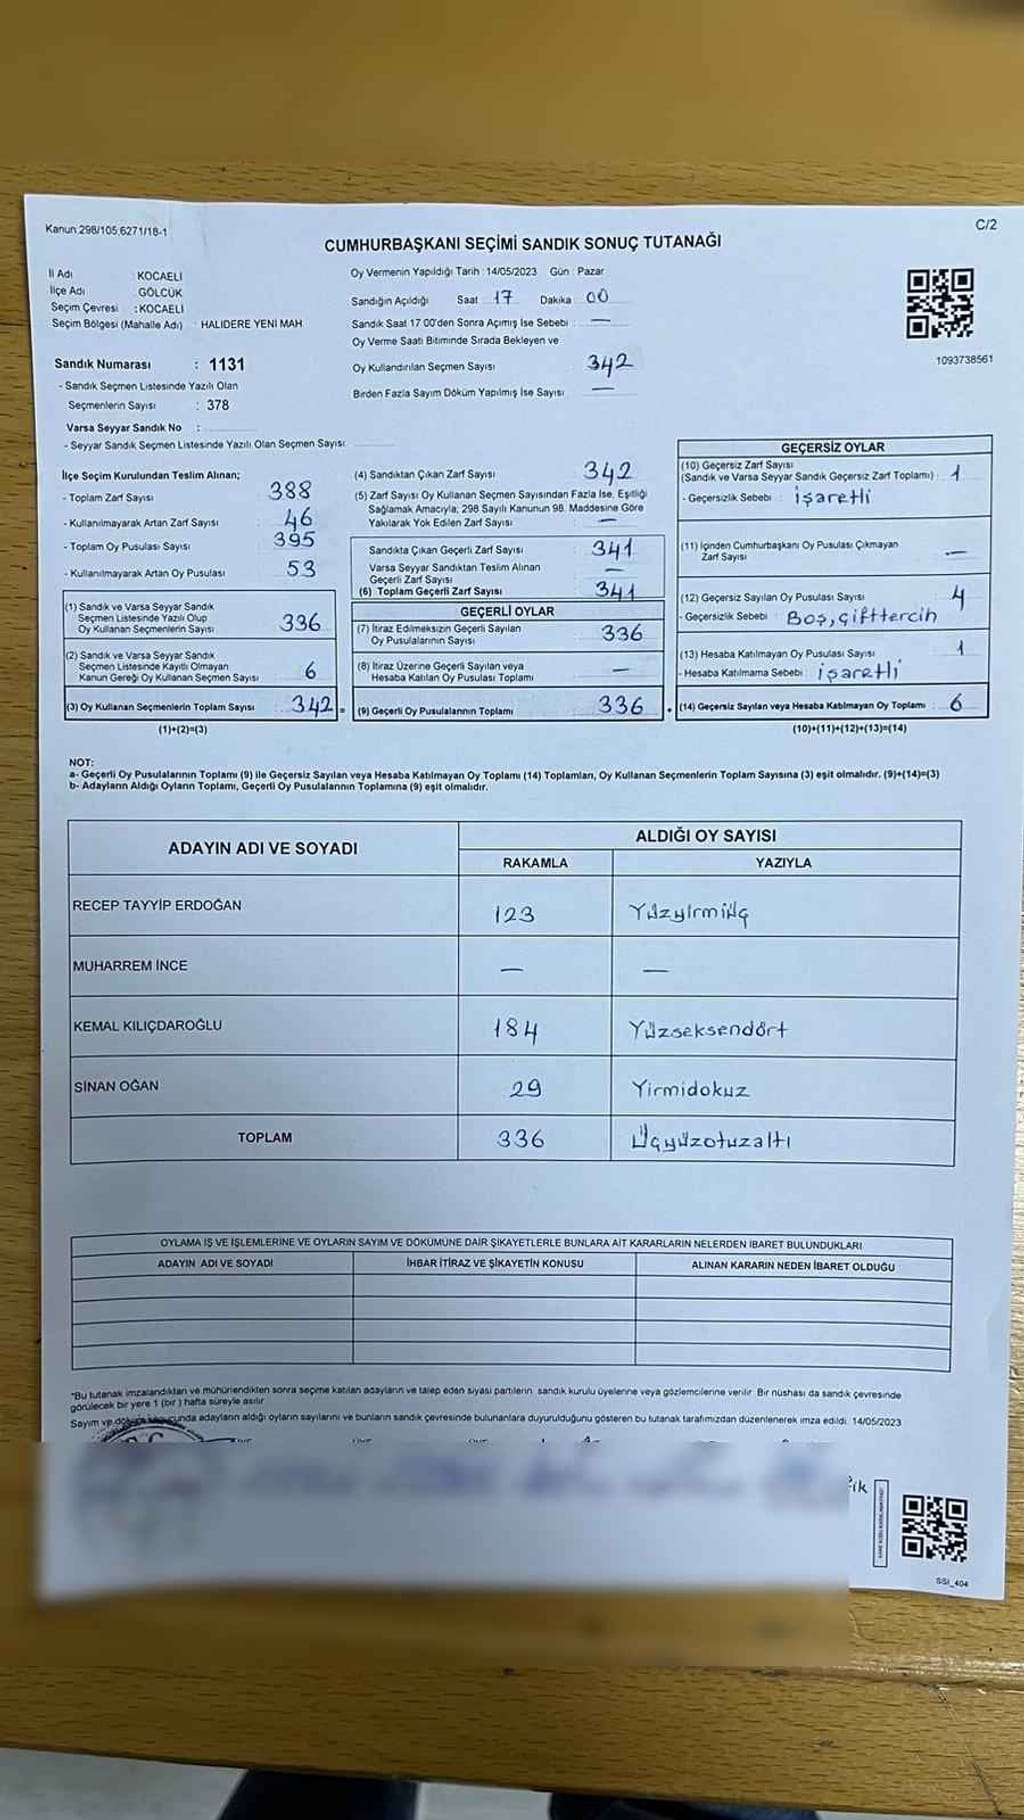 Kanun 298/105,6271/18-1
C/2
CUMHURBAŞKANI SEÇİMİ SANDIK SONUÇ TUTANAĞI
İl Adı : KOCAELİ
İlçe Adı : GÖLCÜK
Seçim Çevresi : KOCAELİ
Seçim Bölgesi (Mahalle Adı) : HALIDERE YENİ MAH
Oy Vermenin Yapıldığı Tarih : 14/05/2023 Gün : Pazar
Sandığın Açıldığı Saat 17 Dakika 00
Sandık Saat 17 00'den Sonra Açımış İse Sebebi : —
Oy Verme Saati Bitiminde Sırada Bekleyen ve
Oy Kullandırılan Seçmen Sayısı 342
Birden Fazla Sayım Döküm Yapılmış İse Sayısı —
1093738561
Sandık Numarası : 1131
- Sandık Seçmen Listesinde Yazılı Olan
Seçmenlerin Sayısı : 378
Varsa Seyyar Sandık No :
- Seyyar Sandık Seçmen Listesinde Yazılı Olan Seçmen Sayısı:
İlçe Seçim Kurulundan Teslim Alınan;
- Toplam Zarf Sayısı 388
- Kullanılmayarak Artan Zarf Sayısı 46
- Toplam Oy Pusulası Sayısı 395
- Kullanılmayarak Artan Oy Pusulası 53
(1) Sandık ve Varsa Seyyar Sandık
Seçmen Listesinde Yazılı Olup
Oy Kullanan Seçmenlerin Sayısı 336
(2) Sandık ve Varsa Seyyar Sandık
Seçmen Listesinde Kayıtlı Olmayan
Kanun Gereği Oy Kullanan Seçmen Sayısı 6
(3) Oy Kullanan Seçmenlerin Toplam Sayısı 342 =
(1)+(2)=(3)
(4) Sandıktan Çıkan Zarf Sayısı 342
(5) Zarf Sayısı Oy Kullanan Seçmen Sayısından Fazla İse, Eşitliği
Sağlamak Amacıyla; 298 Sayılı Kanunun 98. Maddesine Göre
Yakılarak Yok Edilen Zarf Sayısı —
Sandıkta Çıkan Geçerli Zarf Sayısı 341
Varsa Seyyar Sandıktan Teslim Alınan
Geçerli Zarf Sayısı —
(6) Toplam Geçerli Zarf Sayısı 341
GEÇERLİ OYLAR
(7) İtiraz Edilmeksizin Geçerli Sayılan
Oy Pusulalarının Sayısı 336
(8) İtiraz Üzerine Geçerli Sayılan veya
Hesaba Katılan Oy Pusulası Toplamı —
(9) Geçerli Oy Pusulalarının Toplamı 336
GEÇERSİZ OYLAR
(10) Geçersiz Zarf Sayısı
(Sandık ve Varsa Seyyar Sandık Geçersiz Zarf Toplamı) : 1
- Geçersizlik Sebebi : işaretli
(11) İçinden Cumhurbaşkanı Oy Pusulası Çıkmayan
Zarf Sayısı —
(12) Geçersiz Sayılan Oy Pusulası Sayısı 4
- Geçersizlik Sebebi : Boş, çifttercih
(13) Hesaba Katılmayan Oy Pusulası Sayısı 1
- Hesaba Katılmama Sebebi : işaretli
(14) Geçersiz Sayılan veya Hesaba Katılmayan Oy Toplamı : 6
(10)+(11)+(12)+(13)=(14)
NOT:
a- Geçerli Oy Pusulalarının Toplamı (9) ile Geçersiz Sayılan veya Hesaba Katılmayan Oy Toplamı (14) Toplamları, Oy Kullanan Seçmenlerin Toplam Sayısına (3) eşit olmalıdır. (9)+(14)=(3)
b- Adayların Aldığı Oyların Toplamı, Geçerli Oy Pusulalarının Toplamına (9) eşit olmalıdır.
ADAYIN ADI VE SOYADI
ALDIĞI OY SAYISI
RAKAMLA YAZIYLA
RECEP TAYYİP ERDOĞAN 123 Yüzyirmiüç
MUHARREM İNCE — —
KEMAL KILIÇDAROĞLU 184 Yüzseksendört
SİNAN OĞAN 29 Yirmidokuz
TOPLAM 336 Üçyüzotuzaltı
OYLAMA İŞ VE İŞLEMLERİNE VE OYLARIN SAYIM VE DÖKÜMÜNE DAİR ŞİKAYETLERLE BUNLARA AİT KARARLARIN NELERDEN İBARET BULUNDUKLARI
ADAYIN ADI VE SOYADI İHBAR İTİRAZ VE ŞİKAYETİN KONUSU ALINAN KARARIN NEDEN İBARET OLDUĞU
*Bu tutanak imzalandıktan ve mühürlendikten sonra seçime katılan adayların ve talep eden siyasi partilerin sandık kurulu üyelerine veya gözlemcilerine verilir. Bir nüshası da sandık çevresinde
görülecek bir yere 1 (bir) hafta süreyle asılır.
Sayım ve adayların aldığı oyların sayılarını ve bunların sandık çevresinde bulunanlara duyurulduğunu gösteren bu tutanak tarafımızdan düzenlenerek imza edildi. 14/05/2023
SSI_404